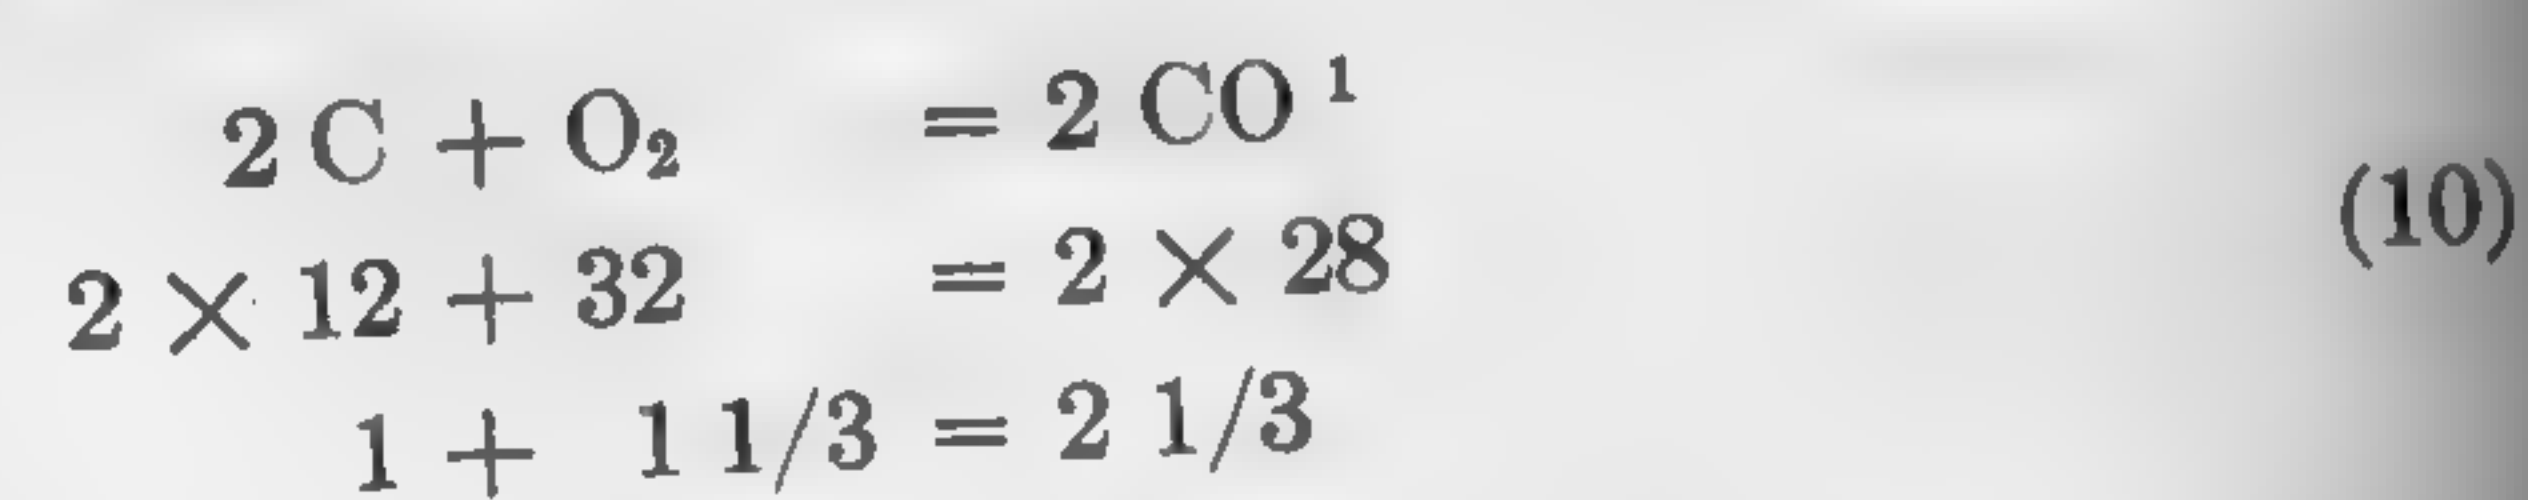 2 C + O₂ = 2 CO ¹
(10)
2 × 12 + 32 = 2 × 28
1 + 1 1/3 = 2 1/3